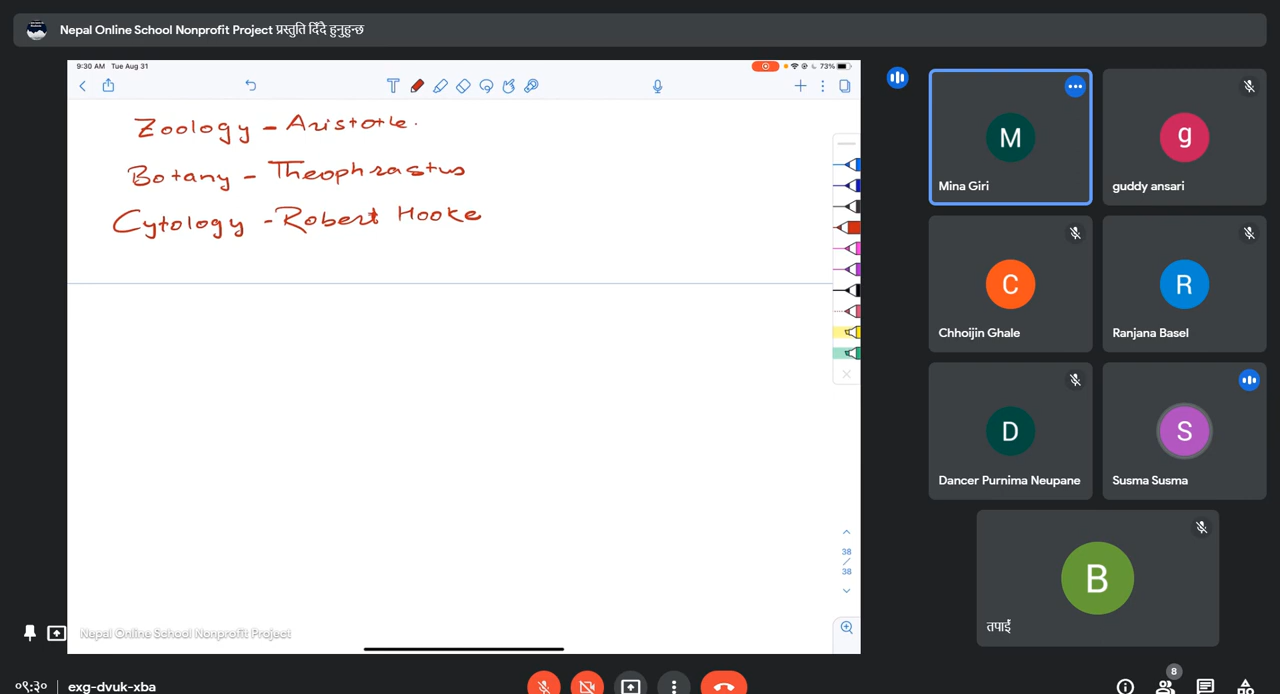 Nepal Online School Nonprofit Project प्रस्तुति दिँदै हुनुहुन्छ
9:30 AM Tue Aug 31
73%
Zoology - Aristotle.
Botany - Theophrastus
Cytology - Robert Hooke
38
/
38
Nepal Online School Nonprofit Project
M
Mina Giri
g
guddy ansari
C
Chhoijin Ghale
R
Ranjana Basel
D
Dancer Purnima Neupane
S
Susma Susma
B
तपाईं
०९:३०
exg-dvuk-xba
8